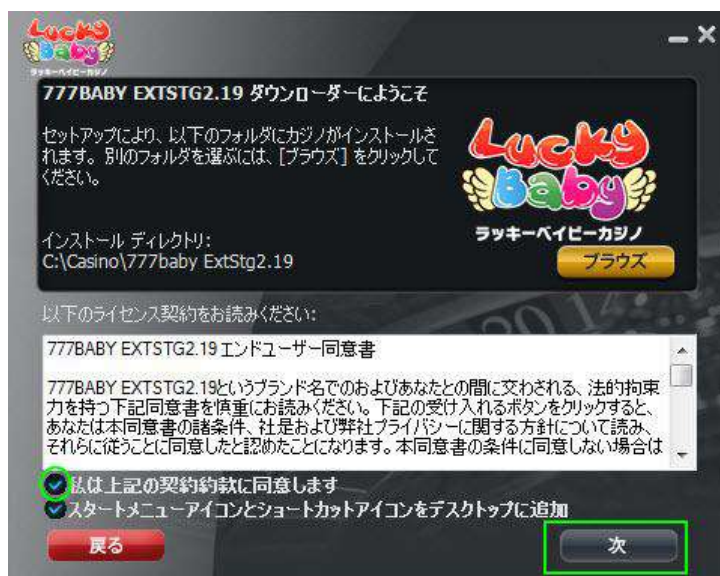 Lucky
Baby
ラッキーベイビーカジノ
777BABY EXTSTG2.19 ダウンローダーにようこそ
セットアップにより、以下のフォルダにカジノがインストールさ
れます。別のフォルダを選ぶには、[ブラウズ] をクリックして
ください。
Lucky
Baby
ラッキーベイビーカジノ
インストール ディレクトリ:
C:\Casino\777baby ExtStg2.19
ブラウズ
以下のライセンス契約をお読みください:
777BABY EXTSTG2.19 エンドユーザー同意書
777BABY EXTSTG2.19というブランド名でのおよびあなたとの間に交わされる、法的拘束
力を持つ下記同意書を慎重にお読みください。下記の受け入れるボタンをクリックすると、
あなたは本同意書の諸条件、社是および弊社プライバシーに関する方針について読み、
それらに従うことに同意したと認めたことになります。本同意書の条件に同意しない場合は
私は上記の契約約款に同意します
スタートメニューアイコンとショートカットアイコンをデスクトップに追加
戻る
次